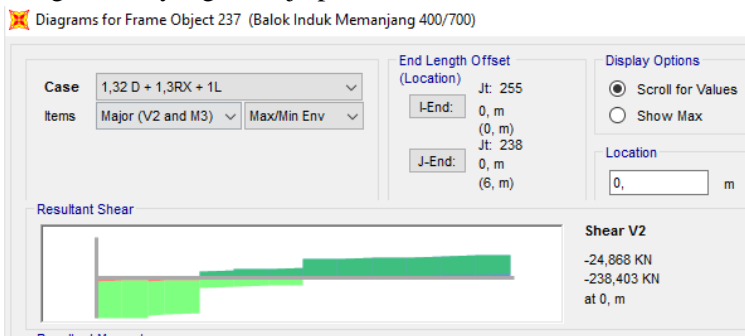 Diagrams for Frame Object 237 (Balok Induk Memanjang 400/700)
End Length Offset
(Location)
Display Options
Case
1,32 D + 1,3RX + 1L
Jt: 255
I-End:
0, m
(0, m)
Scroll for Values
Items
Major (V2 and M3)
Max/Min Env
Show Max
Jt: 238
J-End:
0, m
(6, m)
Location
0,
m
Resultant Shear
Shear V2
-24,868 KN
-238,403 KN
at 0, m